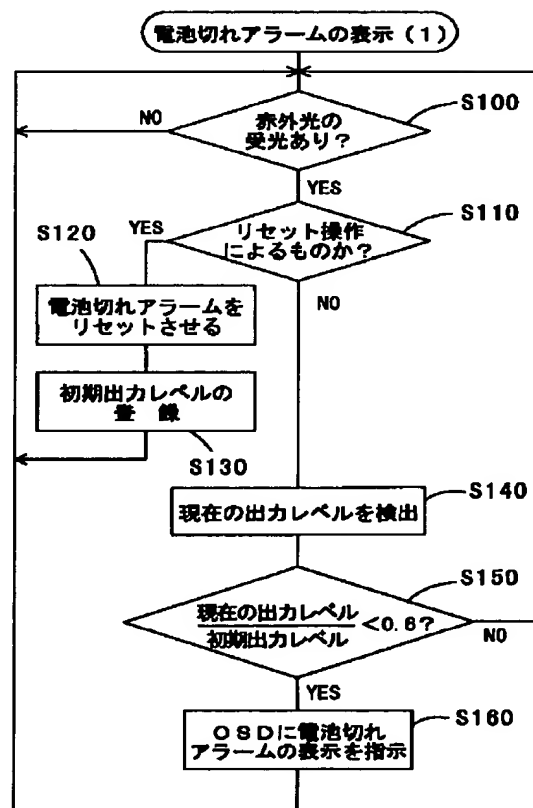 電池切れアラームの表示（1）
S100
赤外光の
受光あり？
NO
YES
S110
リセット操作
によるものか？
YES
S120
NO
電池切れアラームを
リセットさせる
初期出力レベルの
登　録
S130
S140
現在の出力レベルを検出
S150
現在の出力レベル
初期出力レベル
<0.6?
NO
YES
S160
OSDに電池切れ
アラームの表示を指示